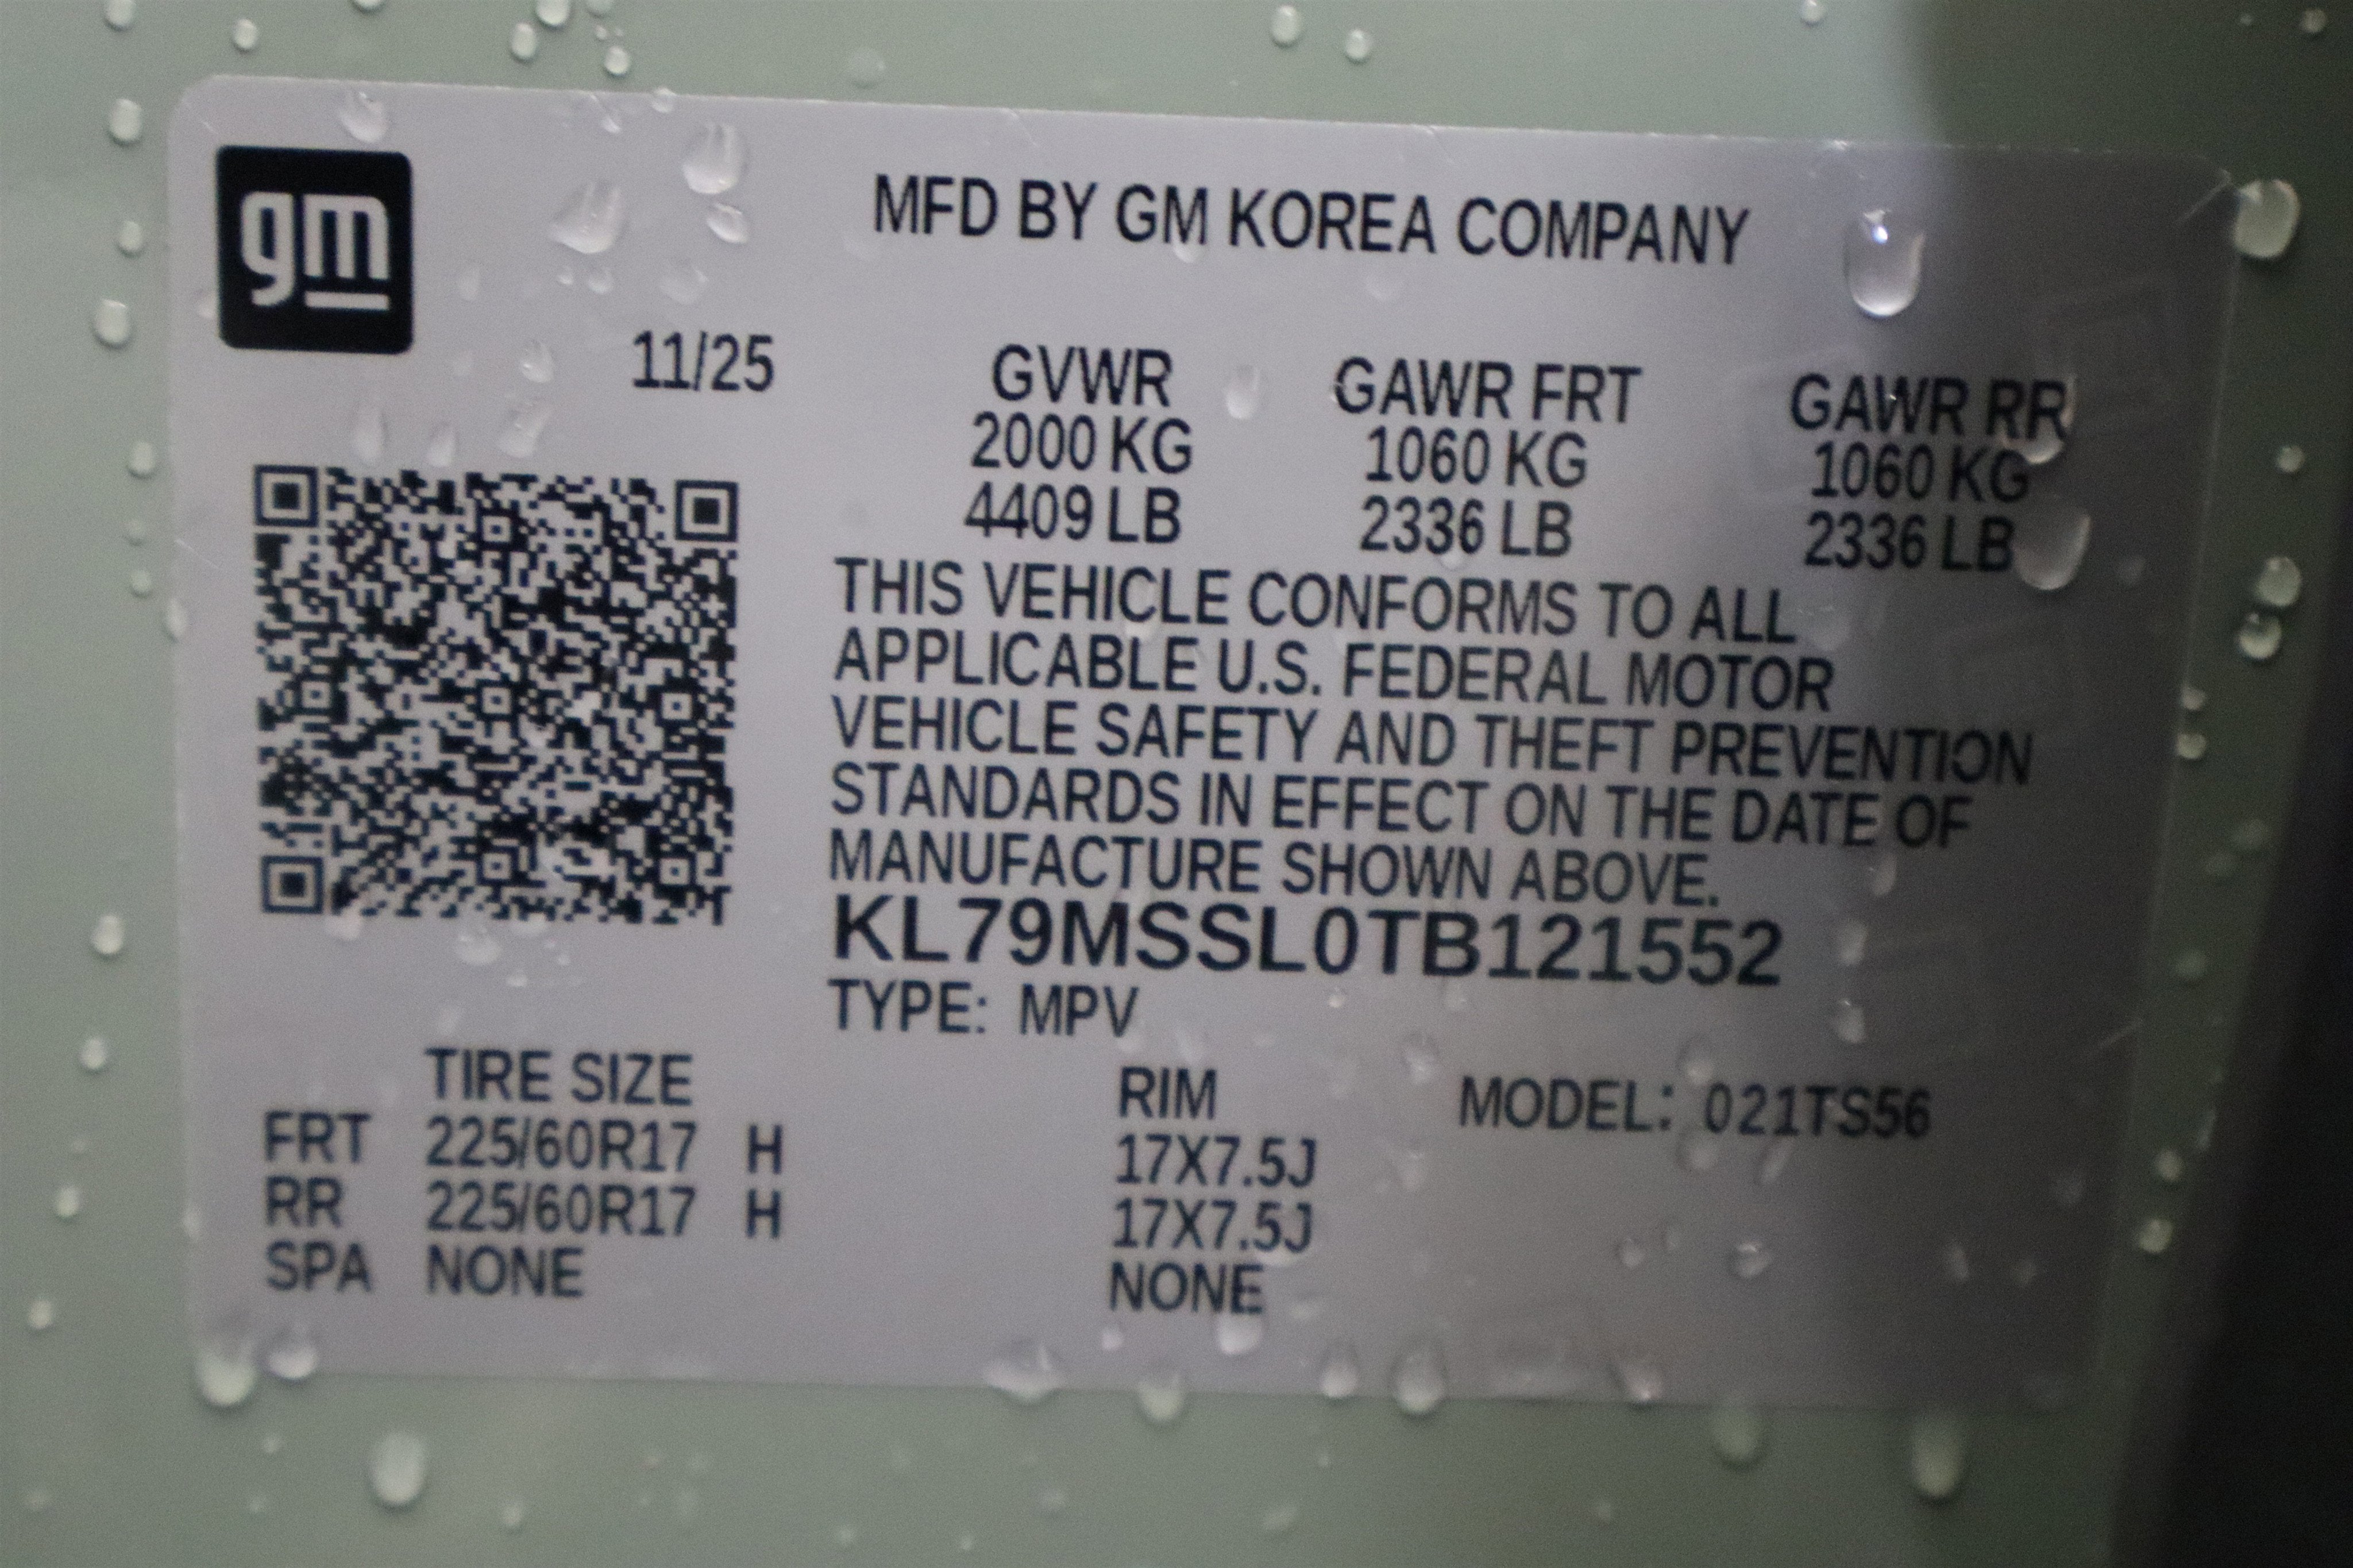 gm
MFD BY GM KOREA COMPANY
11/25
GVWR GAWR FRT GAWR RR
2000 KG 1060 KG 1060 KG
4409 LB 2336 LB 2336 LB
THIS VEHICLE CONFORMS TO ALL
APPLICABLE U.S. FEDERAL MOTOR
VEHICLE SAFETY AND THEFT PREVENTION
STANDARDS IN EFFECT ON THE DATE OF
MANUFACTURE SHOWN ABOVE.
KL79MSSL0TB121552
TYPE: MPV
TIRE SIZE RIM MODEL: 021TS56
FRT 225/60R17 H 17X7.5J
RR 225/60R17 H 17X7.5J
SPA NONE NONE